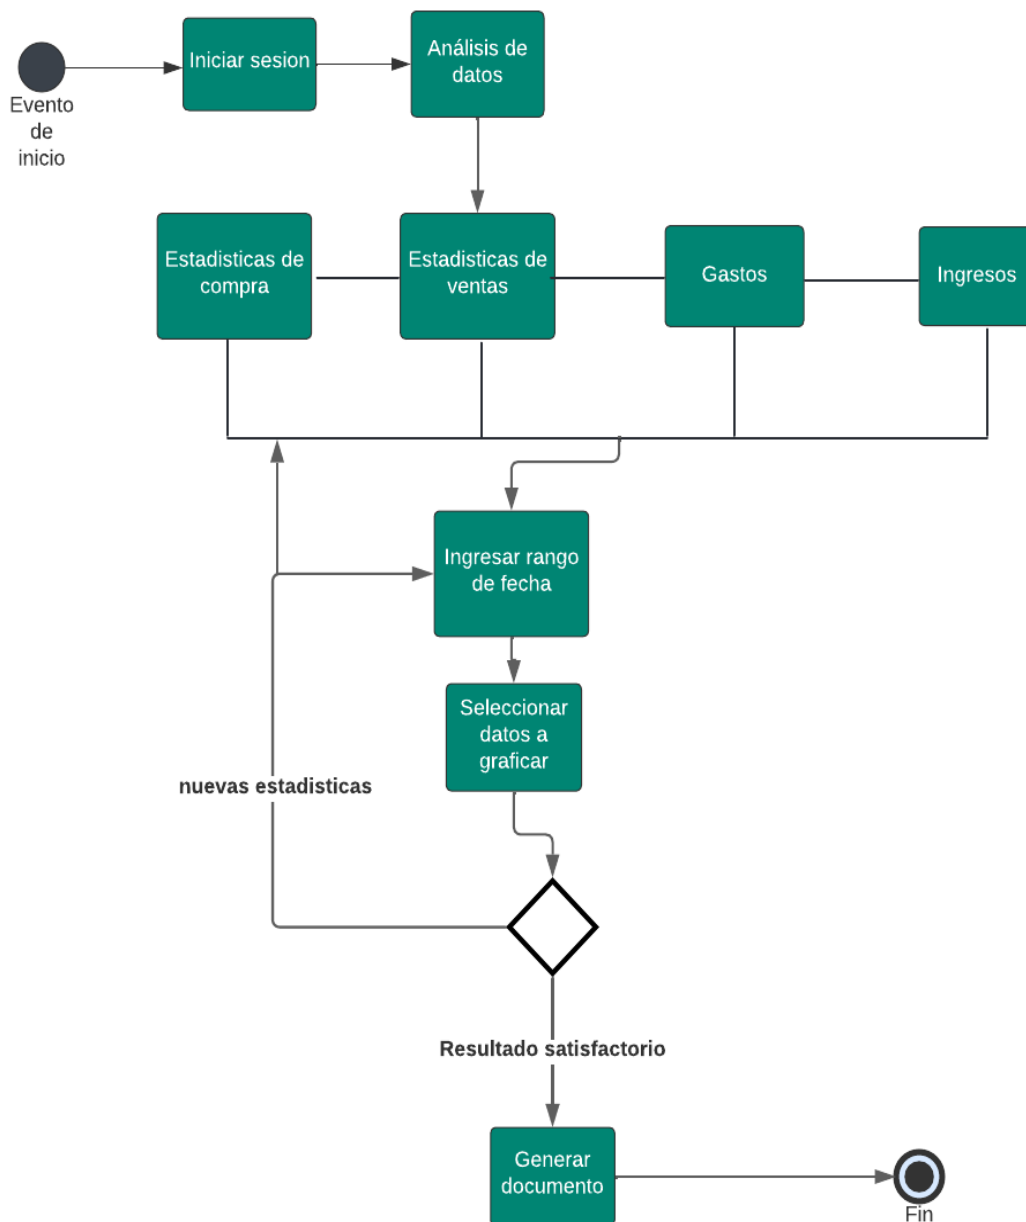 Iniciar sesion
Análisis de
datos
Evento
de
inicio
Estadisticas de
compra
Estadisticas de
ventas
Gastos
Ingresos
Ingresar rango
de fecha
Seleccionar
datos a
graficar
nuevas estadisticas
Resultado satisfactorio
Generar
documento
Fin